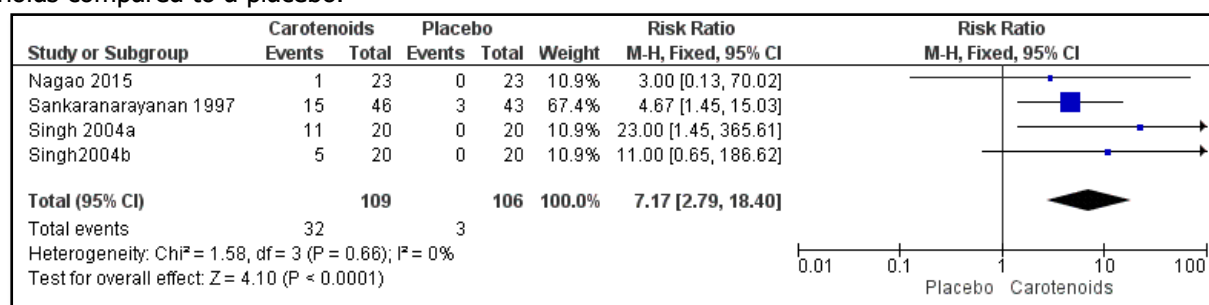 Carotenoids Placebo Risk Ratio Risk Ratio
Study or Subgroup Events Total Events Total Weight M-H, Fixed, 95% CI M-H, Fixed, 95% CI
Nagao 2015 1 23 0 23 10.9% 3.00 [0.13, 70.02]
Sankaranarayanan 1997 15 46 3 43 67.4% 4.67 [1.45, 15.03]
Singh 2004a 11 20 0 20 10.9% 23.00 [1.45, 365.61]
Singh2004b 5 20 0 20 10.9% 11.00 [0.65, 186.62]
Total (95% CI) 109 106 100.0% 7.17 [2.79, 18.40]
Total events 32 3
Heterogeneity: Chi² = 1.58, df = 3 (P = 0.66); I² = 0%
Test for overall effect: Z = 4.10 (P < 0.0001)
0.01 0.1 1 10 100
Placebo Carotenoids